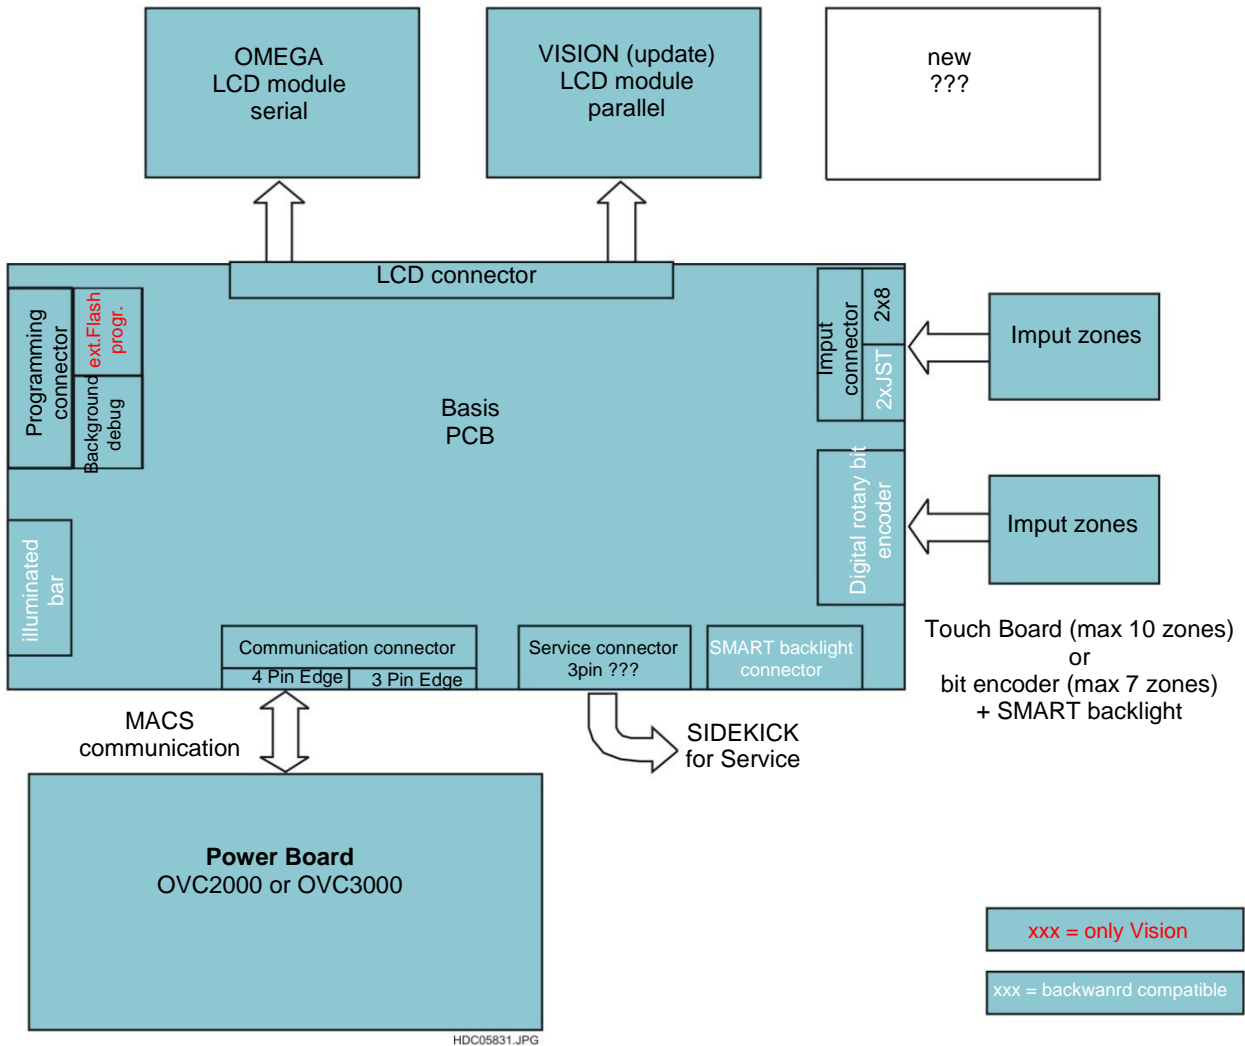 OMEGA
LCD module
serial
VISION (update)
LCD module
parallel
new
???
LCD connector
Programming
connector
ext.Flash
progr.
Background
debug
Imput
connector
2x8
2xJST
Imput zones
Basis
PCB
Digital rotary bit
encoder
Imput zones
illuminated
bar
Touch Board (max 10 zones)
or
bit encoder (max 7 zones)
+ SMART backlight
Communication connector
4 Pin Edge
3 Pin Edge
Service connector
3pin ???
SMART backlight
connector
MACS
communication
SIDEKICK
for Service
Power Board
OVC2000 or OVC3000
xxx = only Vision
xxx = backwanrd compatible
HDC05831.JPG